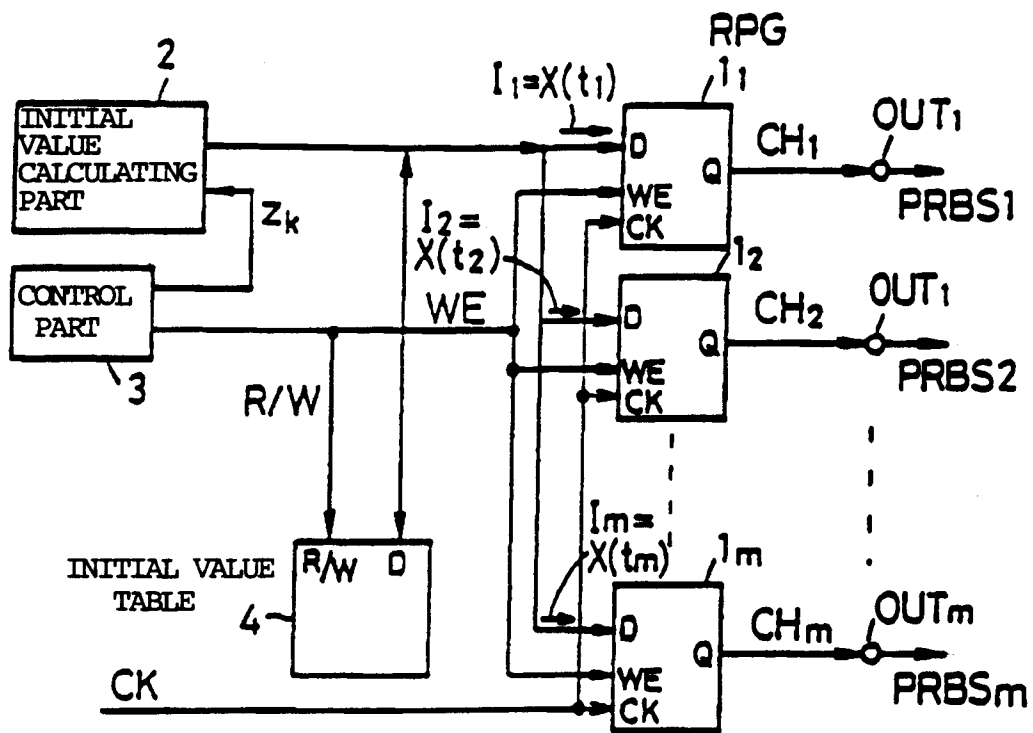 RPG
2
I₁=X(t₁)
1₁
INITIAL
VALUE
CALCULATING
PART
D
Q
WE
CK
CH₁
OUT₁
PRBS1
zₖ
I₂=
X(t₂)
1₂
CONTROL
PART
3
WE
D
Q
WE
CK
CH₂
OUT₁
PRBS2
R/W
Iₘ=
X(tₘ)
1ₘ
INITIAL VALUE
TABLE
R/W D
4
D
Q
WE
CK
CHₘ
OUTₘ
PRBSₘ
CK